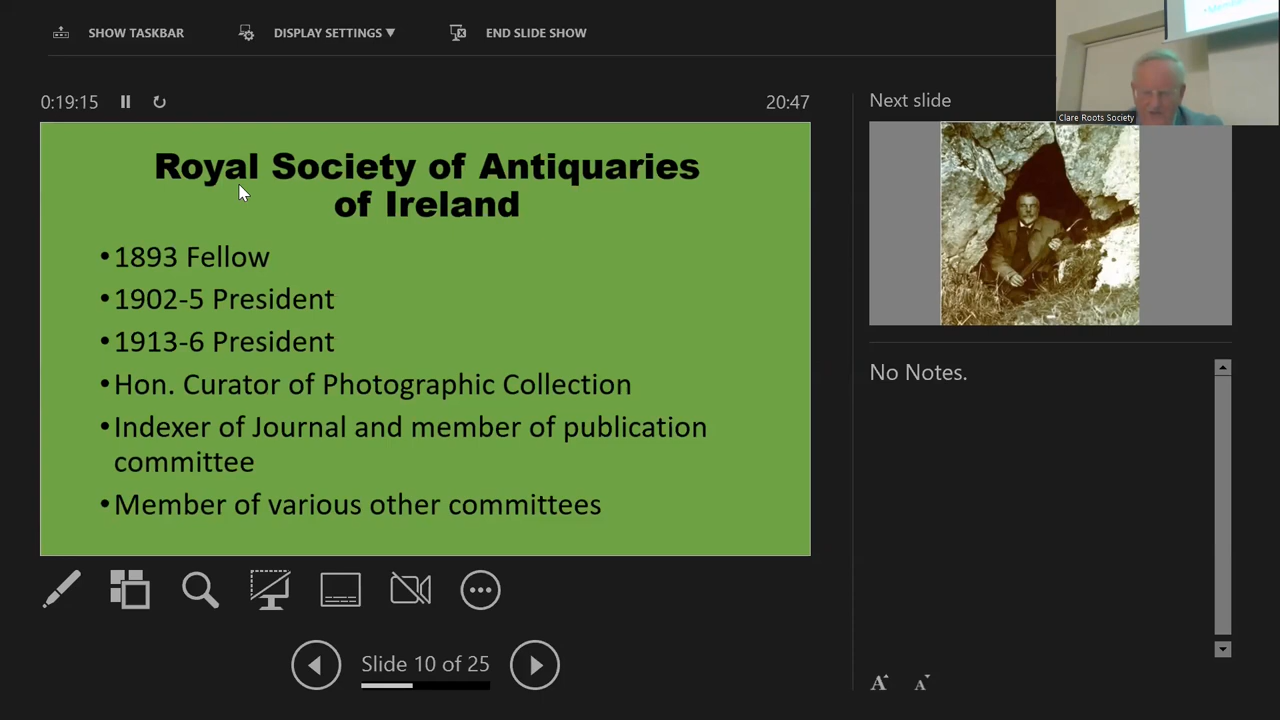 SHOW TASKBAR
DISPLAY SETTINGS ▼
END SLIDE SHOW
0:19:15
20:47
Next slide
Clare Roots Society
Royal Society of Antiquaries
of Ireland
•1893 Fellow
•1902-5 President
•1913-6 President
•Hon. Curator of Photographic Collection
•Indexer of Journal and member of publication
committee
•Member of various other committees
No Notes.
Slide 10 of 25
A A